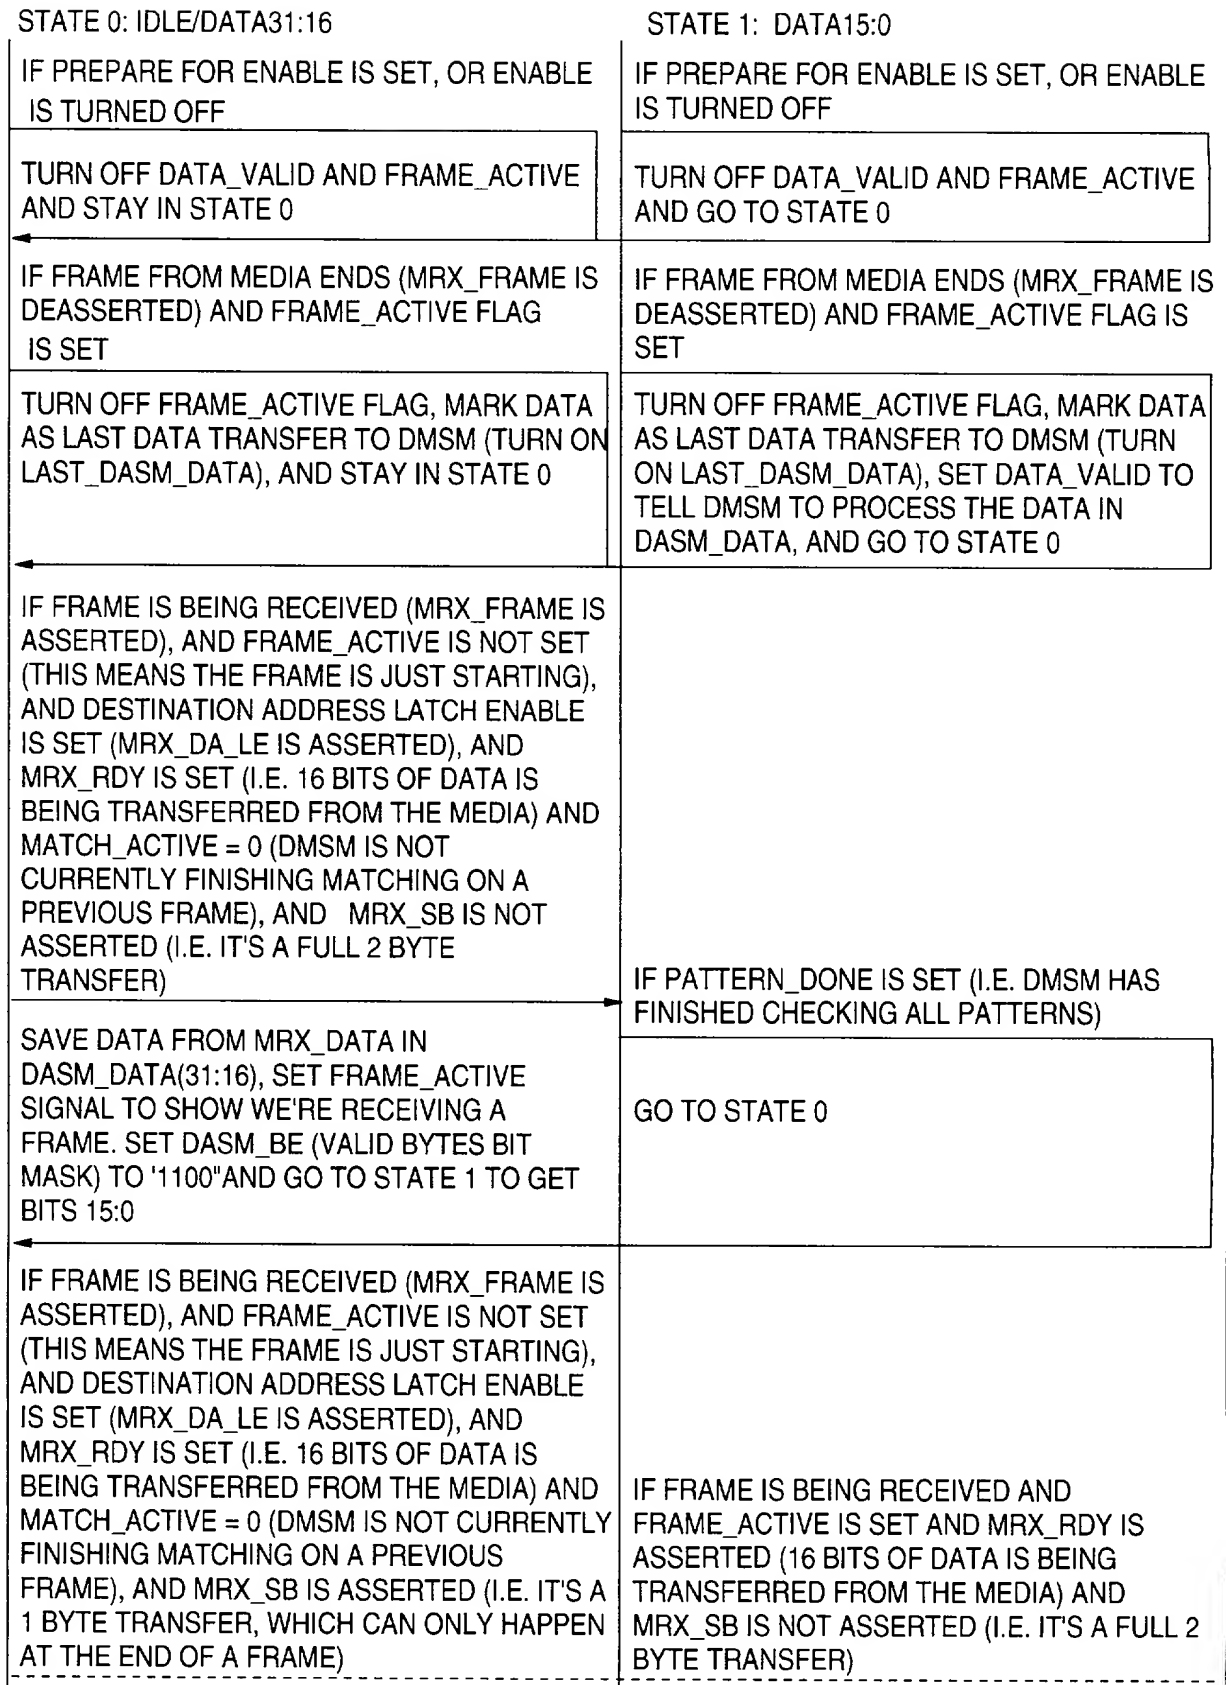 STATE 0: IDLE/DATA31:16
IF PREPARE FOR ENABLE IS SET, OR ENABLE
IS TURNED OFF
TURN OFF DATA_VALID AND FRAME_ACTIVE
AND STAY IN STATE 0
IF FRAME FROM MEDIA ENDS (MRX_FRAME IS
DEASSERTED) AND FRAME_ACTIVE FLAG
IS SET
TURN OFF FRAME_ACTIVE FLAG, MARK DATA
AS LAST DATA TRANSFER TO DMSM (TURN ON
LAST_DASM_DATA), AND STAY IN STATE 0
IF FRAME IS BEING RECEIVED (MRX_FRAME IS
ASSERTED), AND FRAME_ACTIVE IS NOT SET
(THIS MEANS THE FRAME IS JUST STARTING),
AND DESTINATION ADDRESS LATCH ENABLE
IS SET (MRX_DA_LE IS ASSERTED), AND
MRX_RDY IS SET (I.E. 16 BITS OF DATA IS
BEING TRANSFERRED FROM THE MEDIA) AND
MATCH_ACTIVE = 0 (DMSM IS NOT
CURRENTLY FINISHING MATCHING ON A
PREVIOUS FRAME), AND MRX_SB IS NOT
ASSERTED (I.E. IT'S A FULL 2 BYTE
TRANSFER)
SAVE DATA FROM MRX_DATA IN
DASM_DATA(31:16), SET FRAME_ACTIVE
SIGNAL TO SHOW WE'RE RECEIVING A
FRAME. SET DASM_BE (VALID BYTES BIT
MASK) TO '1100"AND GO TO STATE 1 TO GET
BITS 15:0
IF FRAME IS BEING RECEIVED (MRX_FRAME IS
ASSERTED), AND FRAME_ACTIVE IS NOT SET
(THIS MEANS THE FRAME IS JUST STARTING),
AND DESTINATION ADDRESS LATCH ENABLE
IS SET (MRX_DA_LE IS ASSERTED), AND
MRX_RDY IS SET (I.E. 16 BITS OF DATA IS
BEING TRANSFERRED FROM THE MEDIA) AND
MATCH_ACTIVE = 0 (DMSM IS NOT CURRENTLY
FINISHING MATCHING ON A PREVIOUS
FRAME), AND MRX_SB IS ASSERTED (I.E. IT'S A
1 BYTE TRANSFER, WHICH CAN ONLY HAPPEN
AT THE END OF A FRAME)
STATE 1: DATA15:0
IF PREPARE FOR ENABLE IS SET, OR ENABLE
IS TURNED OFF
TURN OFF DATA_VALID AND FRAME_ACTIVE
AND GO TO STATE 0
IF FRAME FROM MEDIA ENDS (MRX_FRAME IS
DEASSERTED) AND FRAME_ACTIVE FLAG IS
SET
TURN OFF FRAME_ACTIVE FLAG, MARK DATA
AS LAST DATA TRANSFER TO DMSM (TURN
ON LAST_DASM_DATA), SET DATA_VALID TO
TELL DMSM TO PROCESS THE DATA IN
DASM_DATA, AND GO TO STATE 0
IF PATTERN_DONE IS SET (I.E. DMSM HAS
FINISHED CHECKING ALL PATTERNS)
GO TO STATE 0
IF FRAME IS BEING RECEIVED AND
FRAME_ACTIVE IS SET AND MRX_RDY IS
ASSERTED (16 BITS OF DATA IS BEING
TRANSFERRED FROM THE MEDIA) AND
MRX_SB IS NOT ASSERTED (I.E. IT'S A FULL 2
BYTE TRANSFER)